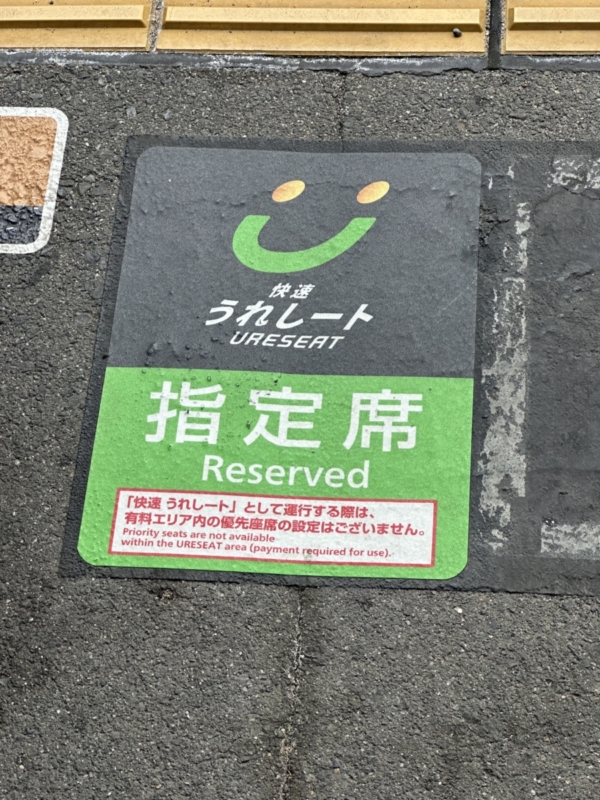 快速
うれしート
URESEAT
指定席
Reserved
「快速 うれしート」として運行する際は、
有料エリア内の優先座席の設定はございません。
Priority seats are not available
within the URESEAT area (payment required for use).